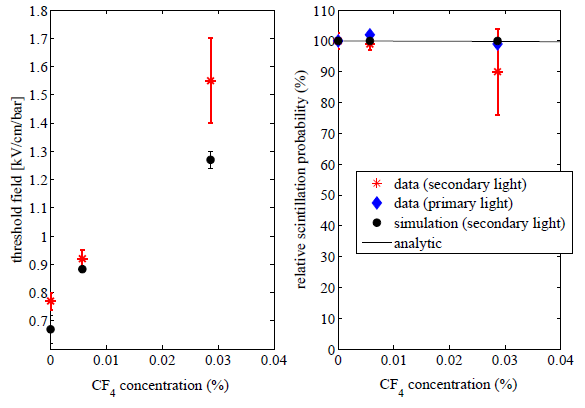 threshold field [kV/cm/bar]
1.8
1.7
1.6
1.5
1.4
1.3
1.2
1.1
1
0.9
0.8
0.7
0 0.01 0.02 0.03 0.04
CF4 concentration (%)
relative scintillation probability (%)
110
100
90
80
70
60
50
40
30
20
10
0
0 0.01 0.02 0.03 0.04
CF4 concentration (%)
data (secondary light)
data (primary light)
simulation (secondary light)
analytic